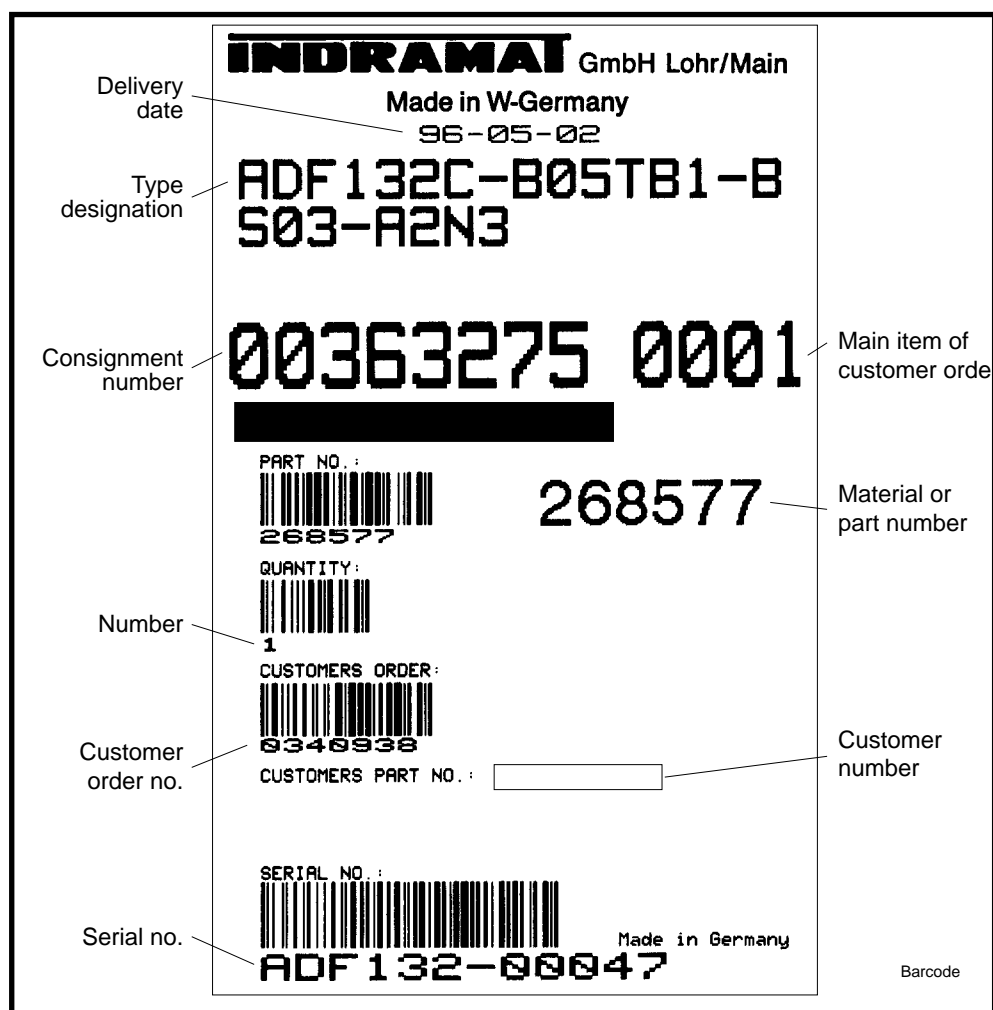 INDRAMAT GmbH Lohr/Main
Made in W-Germany
Delivery
date
96-05-02
Type
designation
ADF132C-B05TB1-B
S03-A2N3
Consignment
number
00363275 0001
Main item of
customer orde
PART NO.:
268577
268577
Material or
part number
QUANTITY:
Number
1
CUSTOMERS ORDER:
0340938
Customer
order no.
CUSTOMERS PART NO.:
Customer
number
SERIAL NO.:
Serial no.
ADF132-00047
Made in Germany
Barcode